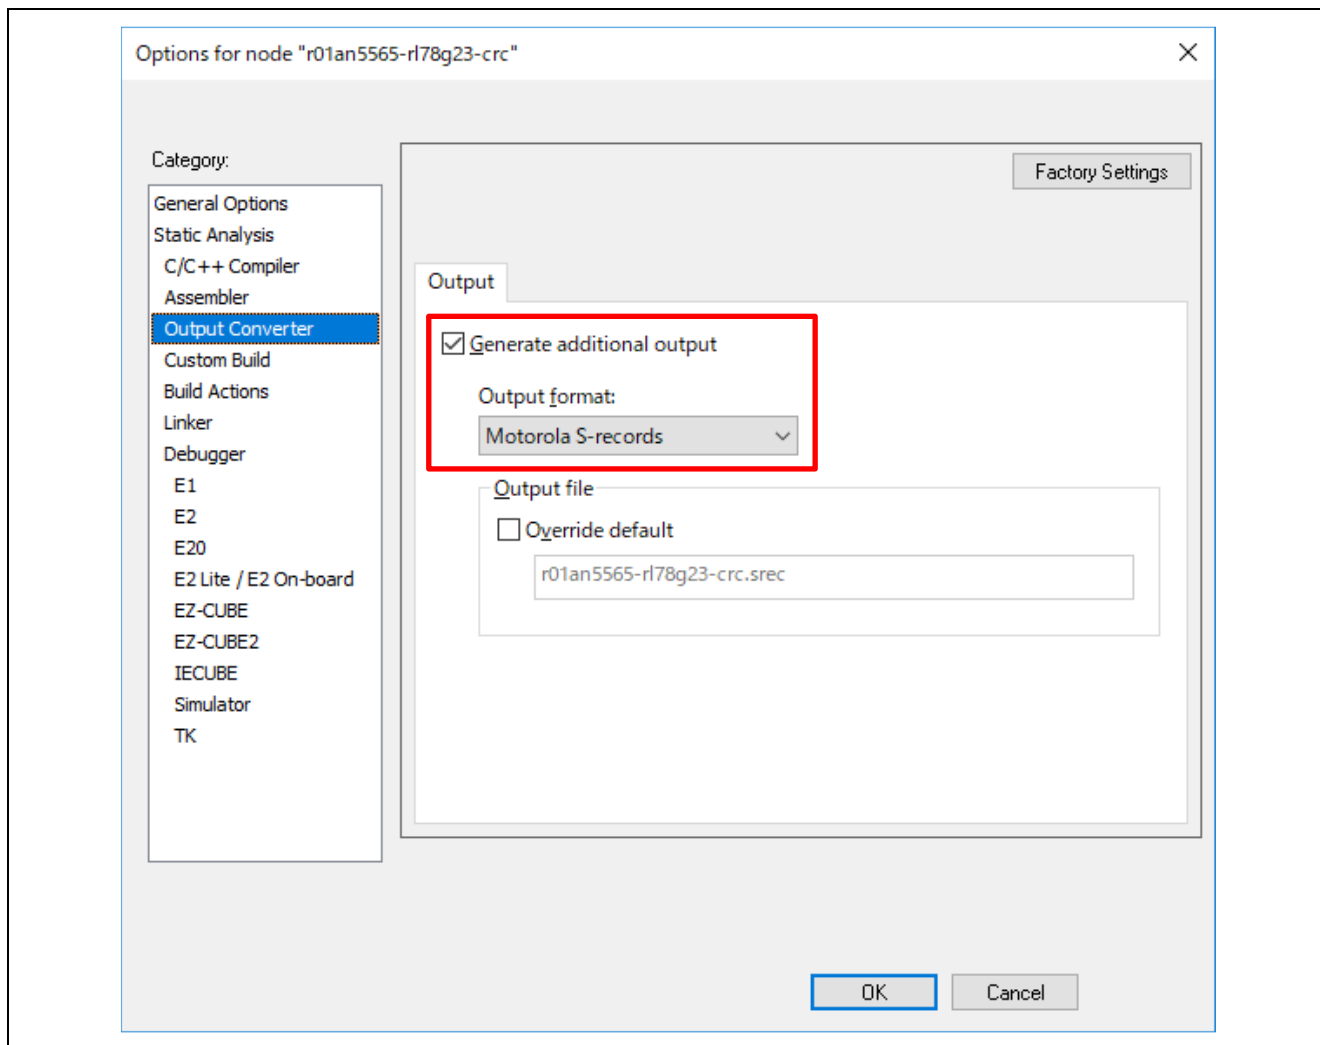 Options for node "r01an5565-rl78g23-crc"
Category:
Factory Settings
General Options
Static Analysis
C/C++ Compiler
Assembler
Output Converter
Custom Build
Build Actions
Linker
Debugger
E1
E2
E20
E2 Lite / E2 On-board
EZ-CUBE
EZ-CUBE2
IECUBE
Simulator
TK
Output
Generate additional output
Output format:
Motorola S-records
Output file
Override default
r01an5565-rl78g23-crc.srec
OK
Cancel